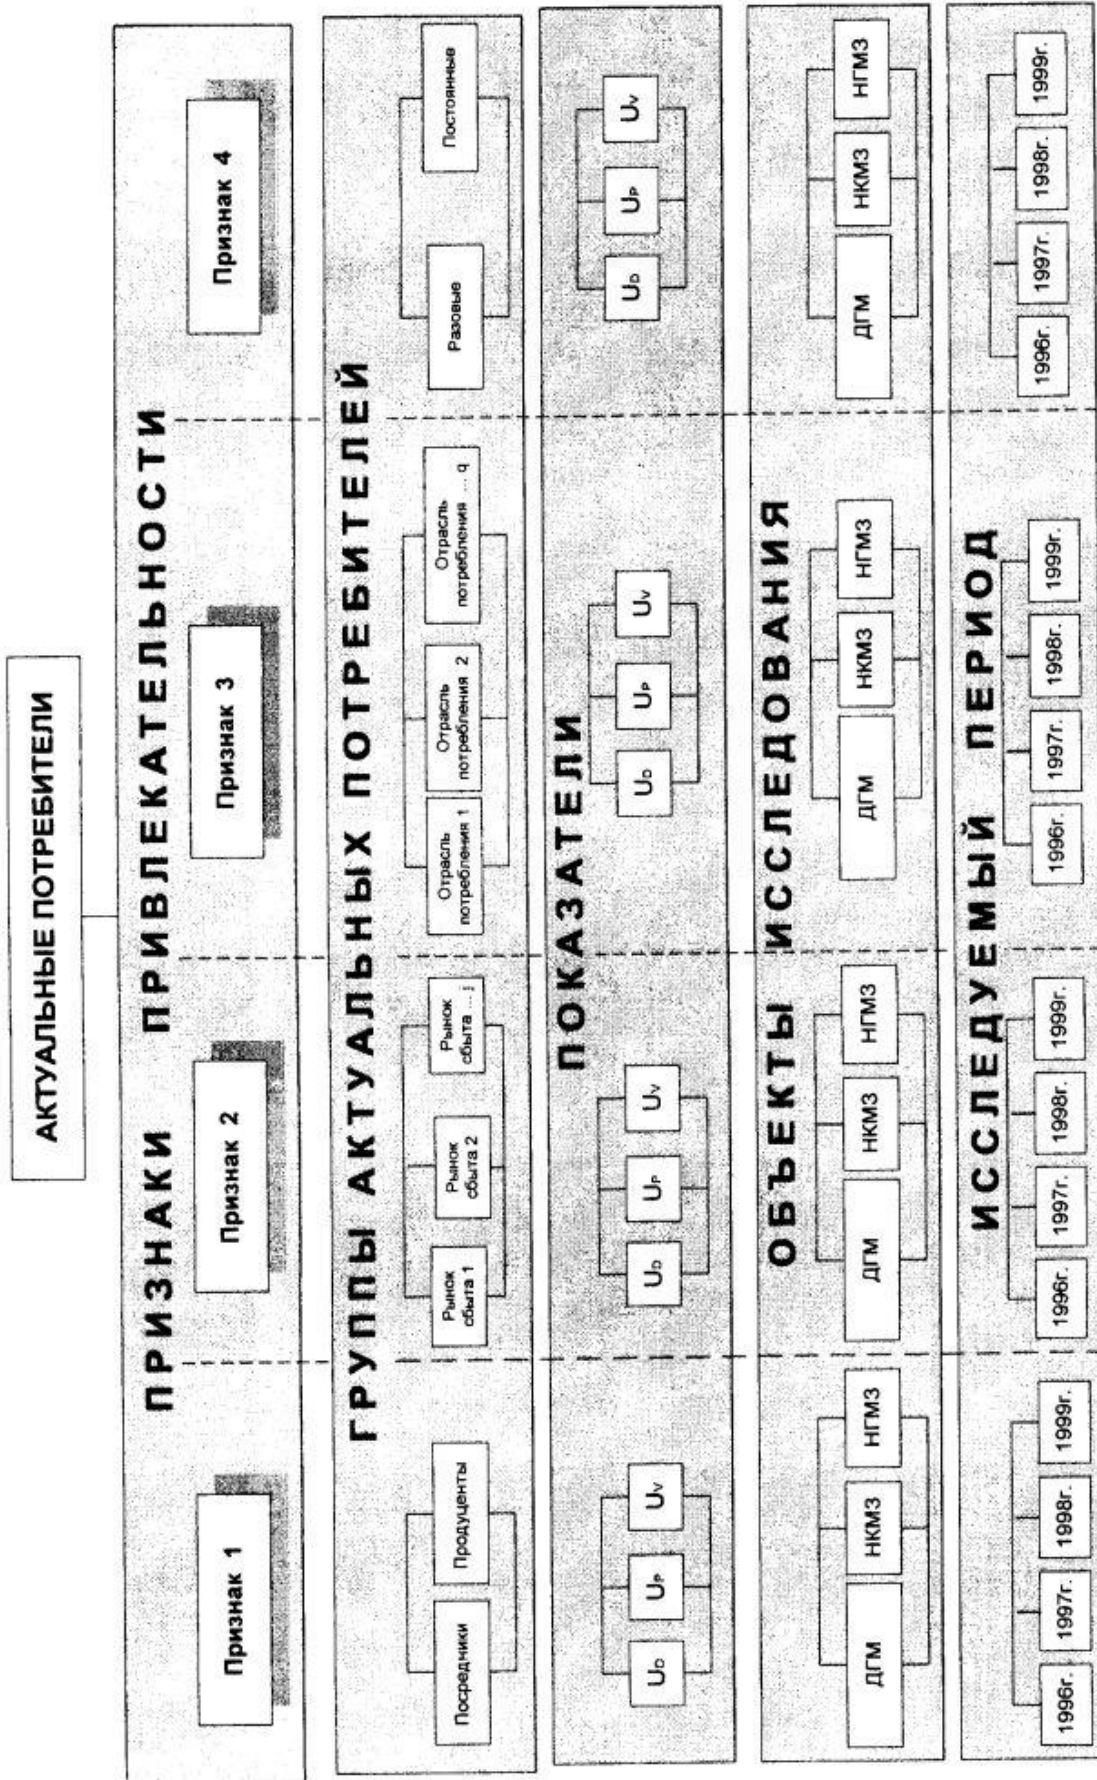 АКТУАЛЬНЫЕ ПОТРЕБИТЕЛИ
ПРИЗНАКИ ПРИВЛЕКАТЕЛЬНОСТИ
Признак 1
Признак 2
Признак 3
Признак 4
ГРУППЫ АКТУАЛЬНЫХ ПОТРЕБИТЕЛЕЙ
Посредники
Продуценты
Рынок
сбыта 1
Рынок
сбыта 2
Рынок
сбыта ... j
Отрасль
потребления 1
Отрасль
потребления 2
Отрасль
потребления ... q
Разовые
Постоянные
ПОКАЗАТЕЛИ
UD UP UV
UD UP UV
UD UP UV
UD UP UV
ОБЪЕКТЫ ИССЛЕДОВАНИЯ
ДГМ НКМЗ НГМЗ
ДГМ НКМЗ НГМЗ
ДГМ НКМЗ НГМЗ
ДГМ НКМЗ НГМЗ
ИССЛЕДУЕМЫЙ ПЕРИОД
1996г. 1997г. 1998г. 1999г.
1996г. 1997г. 1998г. 1999г.
1996г. 1997г. 1998г. 1999г.
1996г. 1997г. 1998г. 1999г.